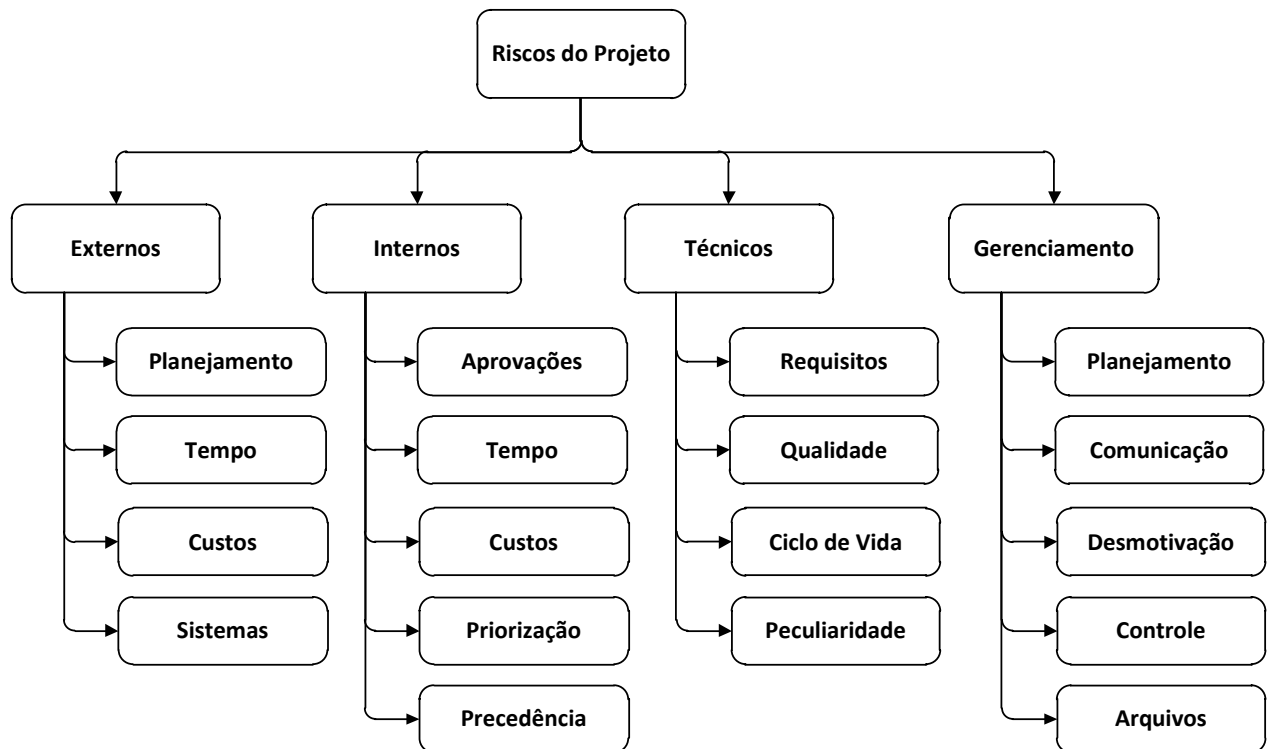 Riscos do Projeto
Externos
Internos
Técnicos
Gerenciamento
Planejamento
Aprovações
Requisitos
Planejamento
Tempo
Tempo
Qualidade
Comunicação
Custos
Custos
Ciclo de Vida
Desmotivação
Sistemas
Priorização
Peculiaridade
Controle
Precedência
Arquivos